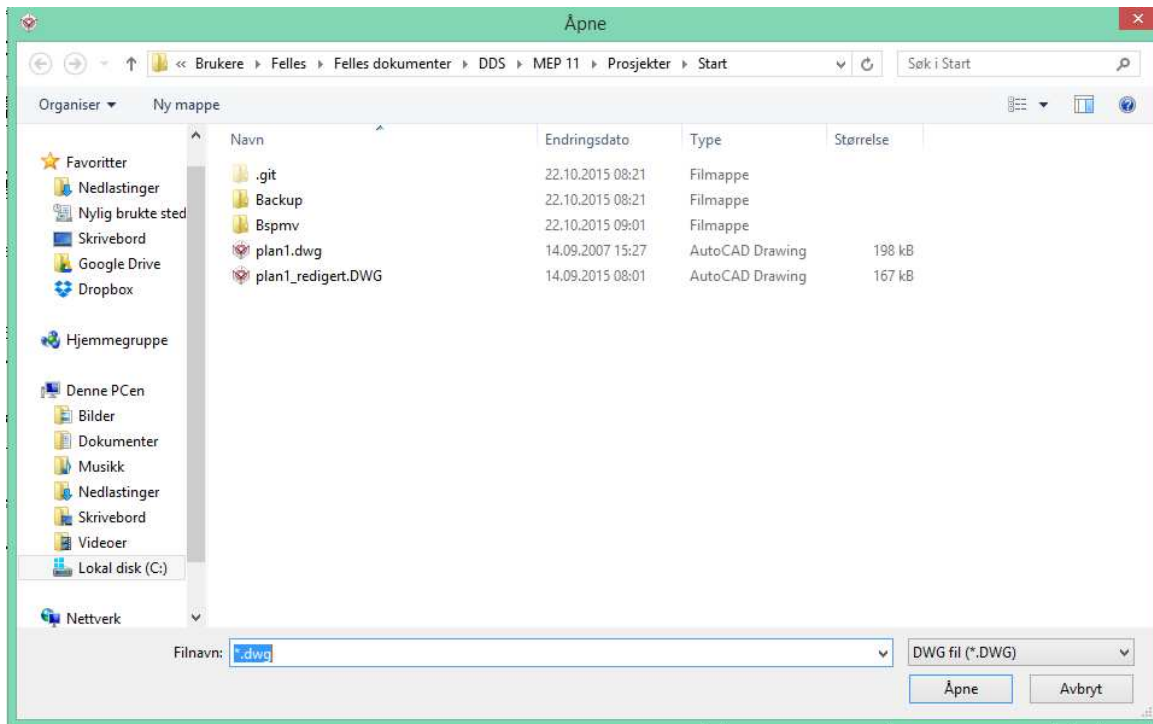 Åpne
« Brukere Felles Felles dokumenter DDS MEP 11 Prosjekter Start Søk i Start
Organiser Ny mappe
Navn Endringsdato Type Størrelse
Favoritter
Nedlastinger
Nylig brukte sted
Skrivebord
Google Drive
Dropbox
Hjemmegruppe
Denne PCen
Bilder
Dokumenter
Musikk
Nedlastinger
Skrivebord
Videoer
Lokal disk (C:)
Nettverk
.git 22.10.2015 08:21 Filmappe
Backup 22.10.2015 08:21 Filmappe
Bspmv 22.10.2015 09:01 Filmappe
plan1.dwg 14.09.2007 15:27 AutoCAD Drawing 198 kB
plan1_redigert.DWG 14.09.2015 08:01 AutoCAD Drawing 167 kB
Filnavn: *.dwg DWG fil (*.DWG)
Åpne Avbryt